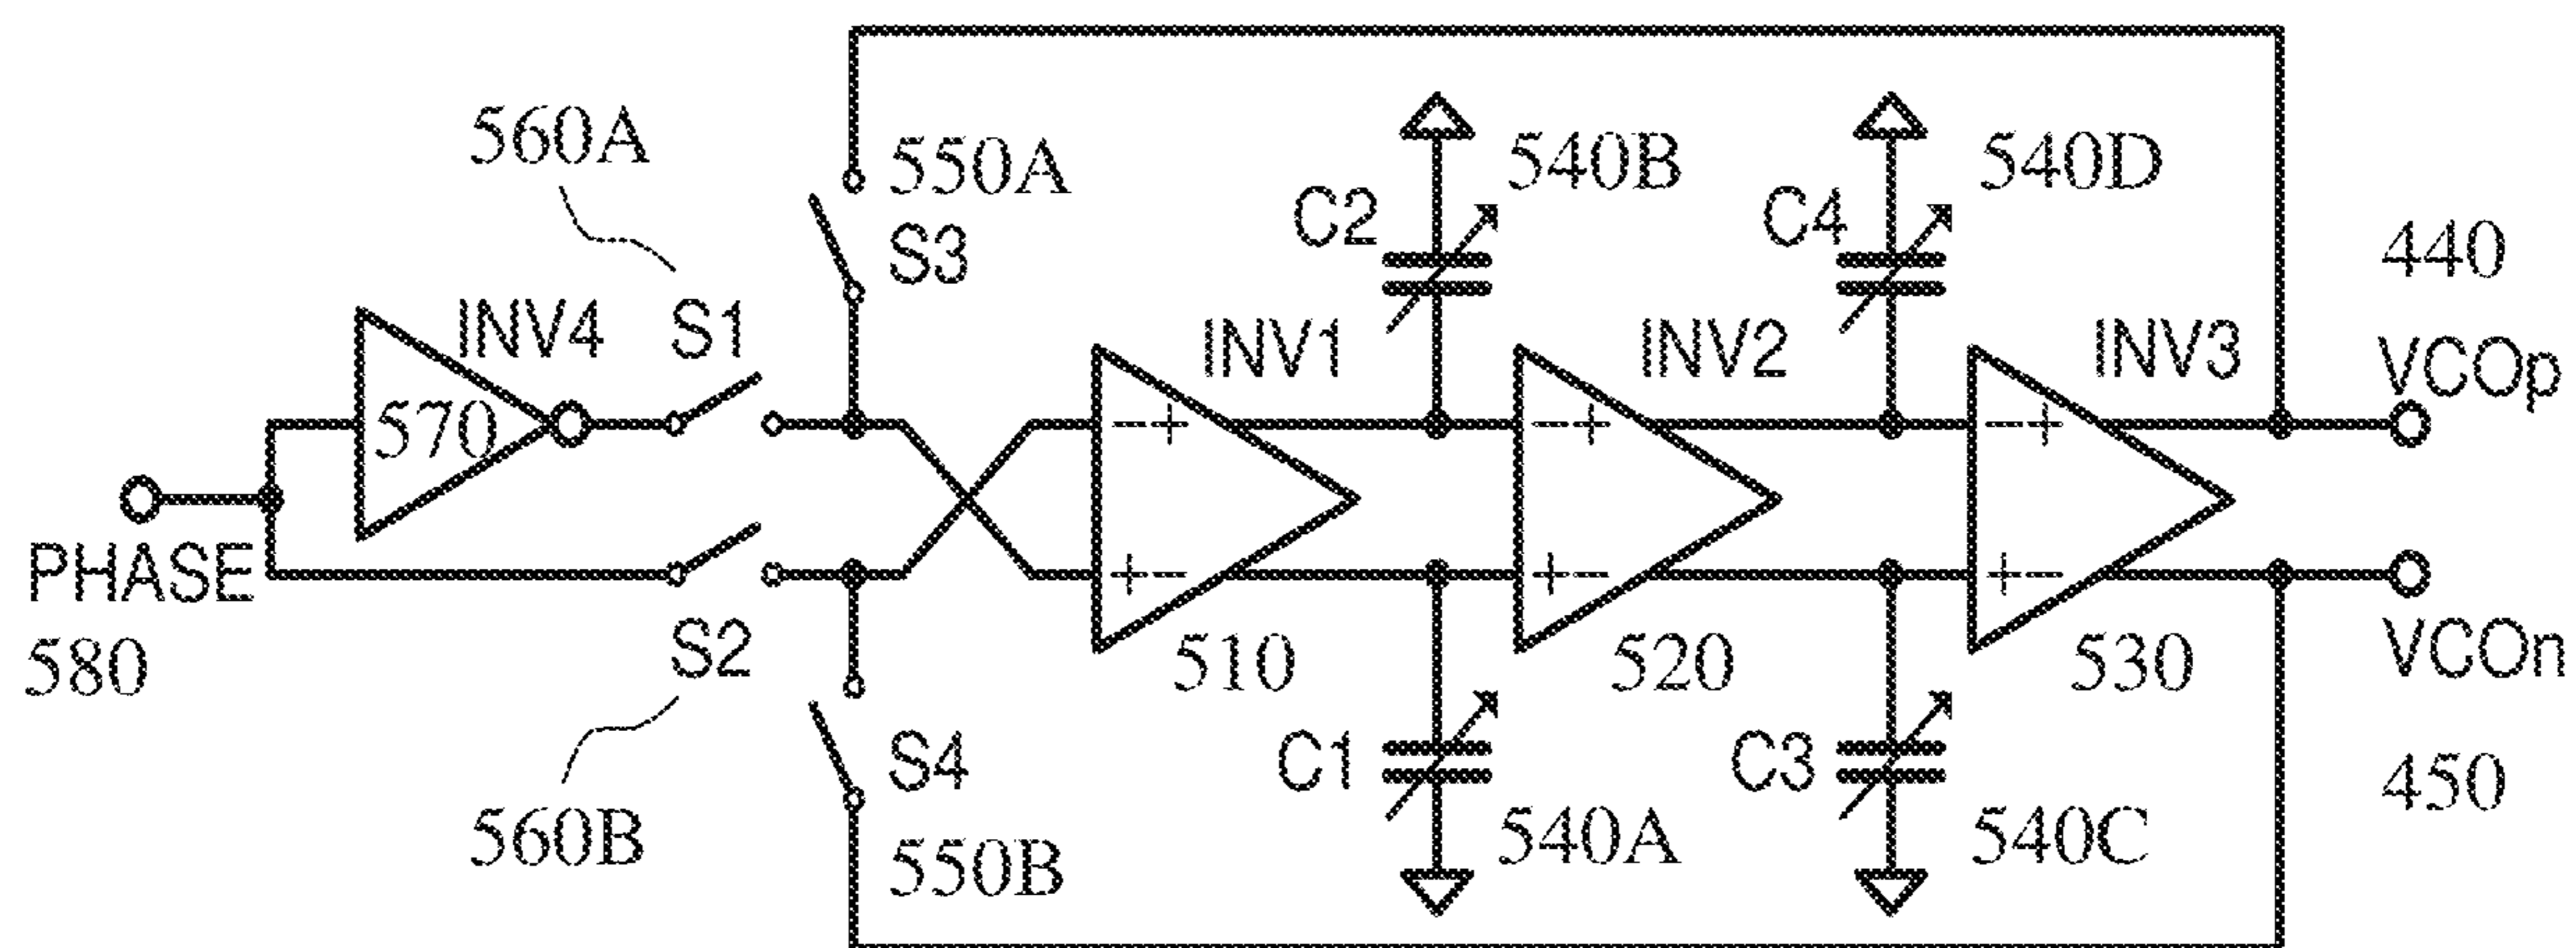 560A
550A
540B
540D
C2
C4
S3
440
INV4
S1
INV1
INV2
INV3
VCOp
570
-+
-+
-+
PHASE
+-
+-
+-
580
S2
510
520
530
VCOn
S4
C1
C3
450
560B
550B
540A
540C